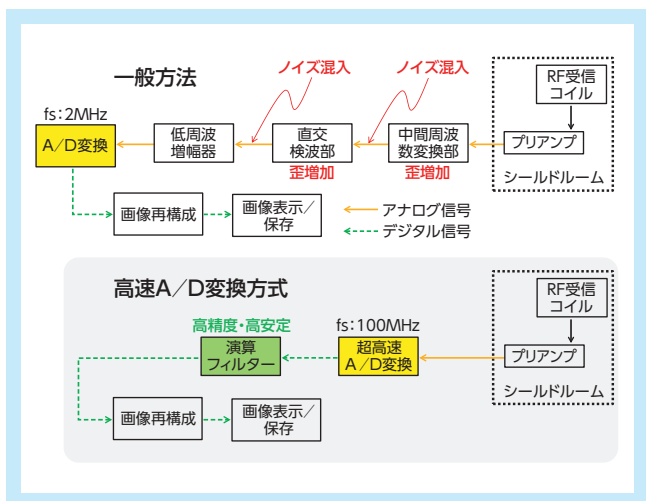 一般方法
ノイズ混入
ノイズ混入
RF受信
コイル
fs：2MHz
A/D変換
低周波
増幅器
直交
検波部
中間周波
数変換部
プリアンプ
歪増加
歪増加
シールドルーム
画像再構成
画像表示／
保存
アナログ信号
デジタル信号
高速A／D変換方式
RF受信
コイル
高精度・高安定
fs：100MHz
演算
フィルター
超高速
A/D変換
プリアンプ
シールドルーム
画像再構成
画像表示／
保存